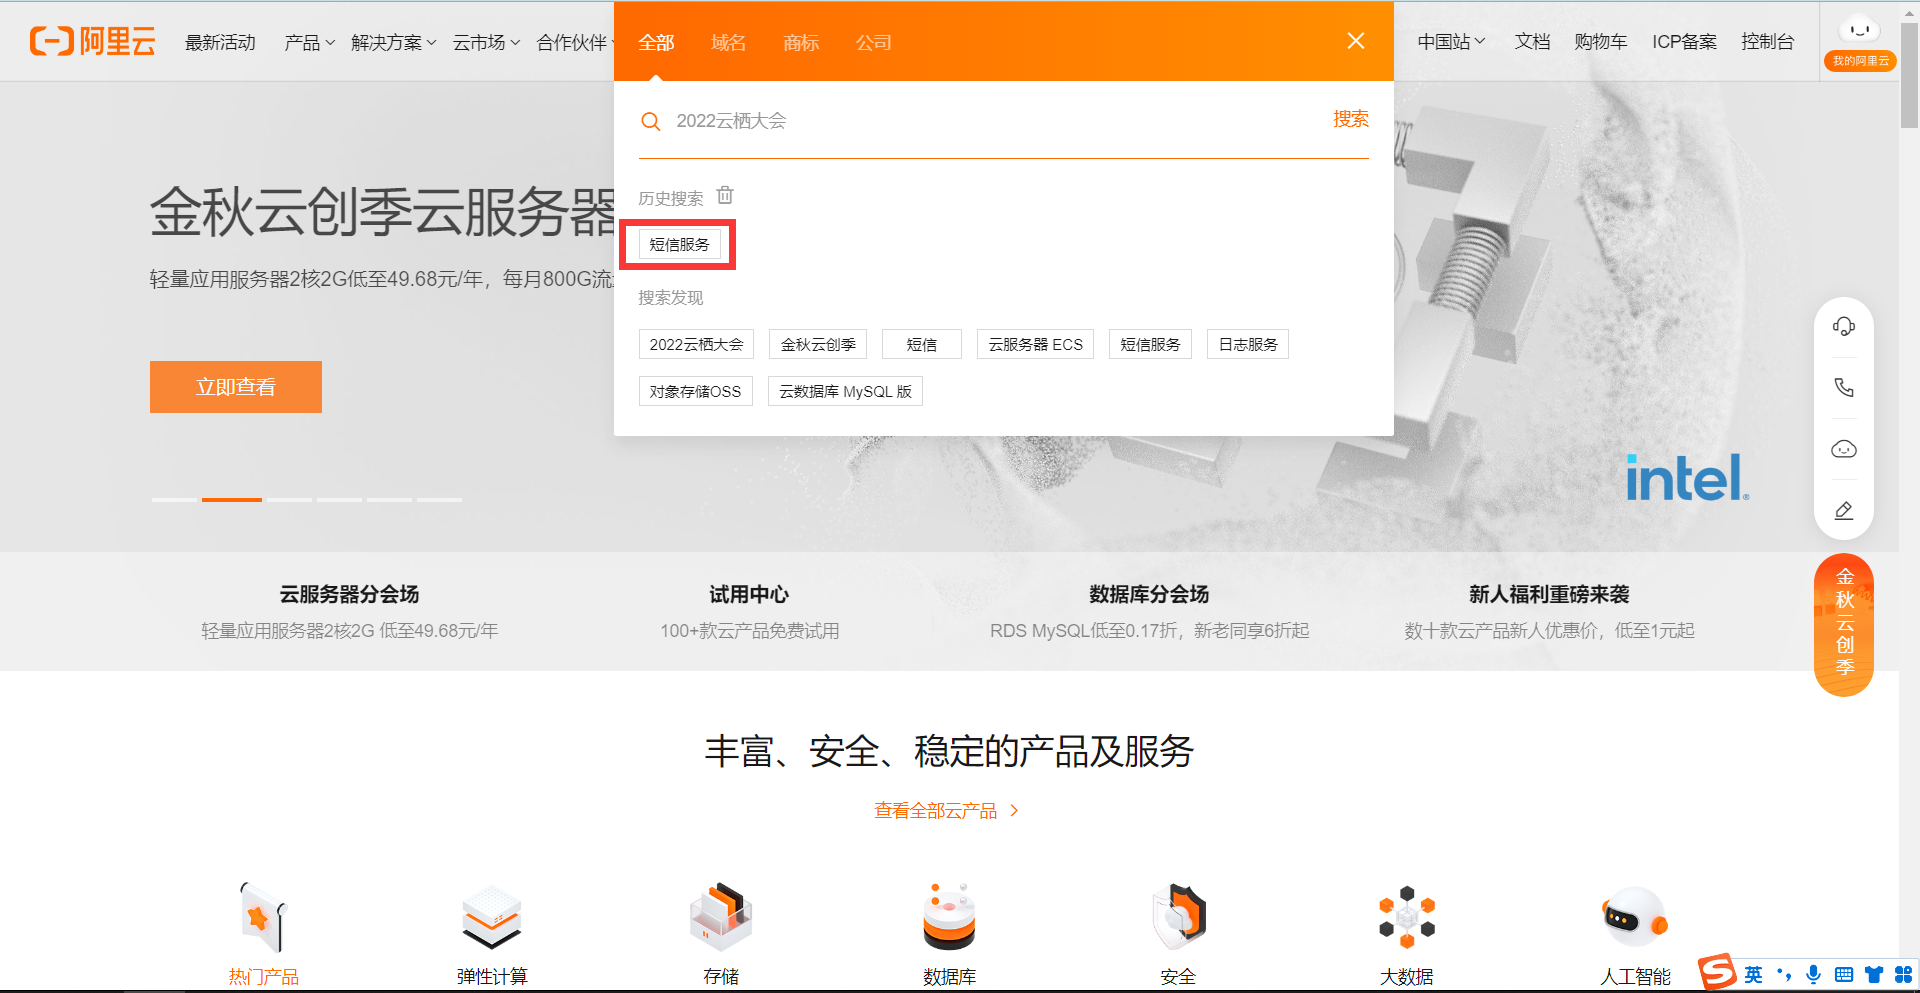 阿里云 最新活动 产品 解决方案 云市场 合作伙伴 全部 域名 商标 公司 中国站 文档 购物车 ICP备案 控制台
我的阿里云
2022云栖大会 搜索
历史搜索
短信服务
搜索发现
2022云栖大会 金秋云创季 短信 云服务器 ECS 短信服务 日志服务
对象存储OSS 云数据库 MySQL 版
金秋云创季云服务器
轻量应用服务器2核2G低至49.68元/年，每月800G流
立即查看
intel
金秋云创季
云服务器分会场 试用中心 数据库分会场 新人福利重磅来袭
轻量应用服务器2核2G 低至49.68元/年 100+款云产品免费试用 RDS MySQL低至0.17折，新老同享6折起 数十款云产品新人优惠价，低至1元起
丰富、安全、稳定的产品及服务
查看全部云产品
热门产品 弹性计算 存储 数据库 安全 大数据 人工智能
英